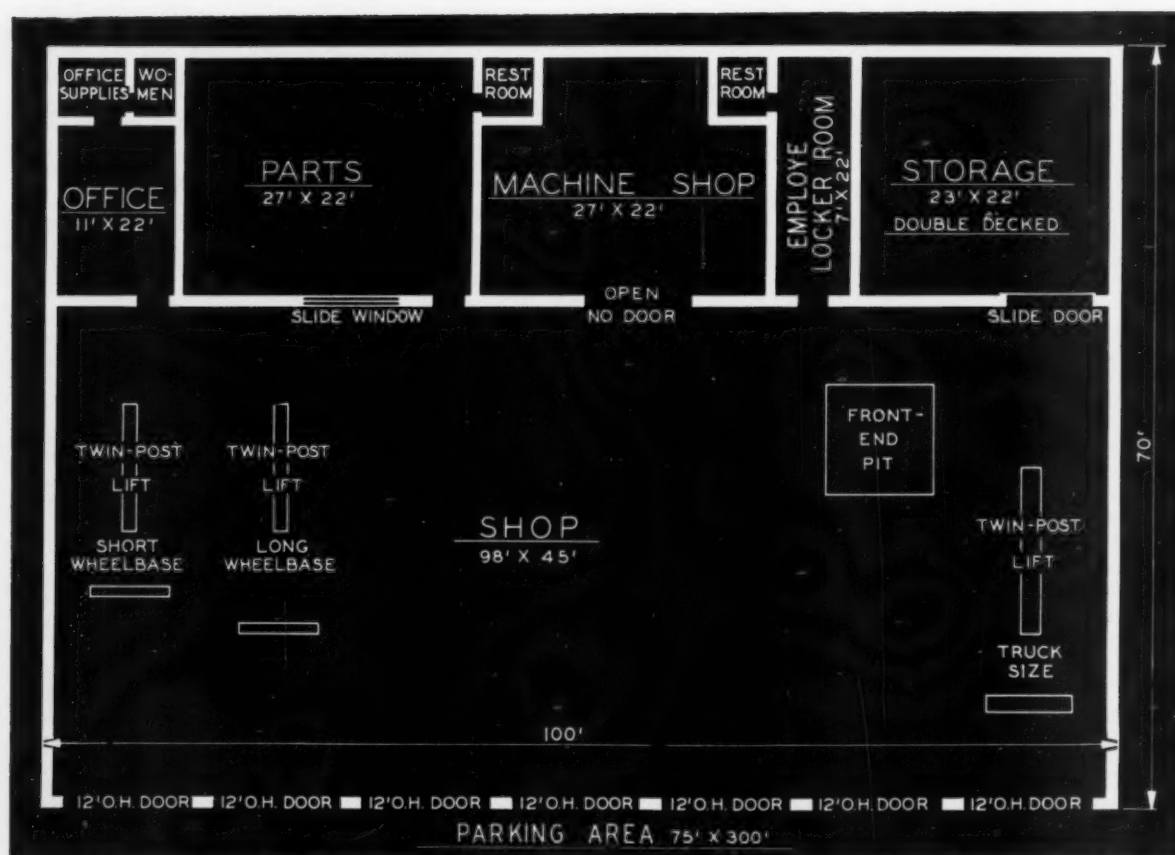 OFFICE
SUPPLIES
WO-
MEN
REST
ROOM
REST
ROOM
OFFICE
11' X 22'
PARTS
27' X 22'
MACHINE SHOP
27' X 22'
EMPLOYE
LOCKER ROOM
7' X 22'
STORAGE
23' X 22'
DOUBLE DECKED
SLIDE WINDOW
OPEN
NO DOOR
SLIDE DOOR
TWIN-POST
LIFT
SHORT
WHEELBASE
TWIN-POST
LIFT
LONG
WHEELBASE
SHOP
98' X 45'
FRONT-
END
PIT
TWIN-POST
LIFT
TRUCK
SIZE
70'
100'
12' O.H. DOOR 12' O.H. DOOR 12' O.H. DOOR 12' O.H. DOOR 12' O.H. DOOR 12' O.H. DOOR 12' O.H. DOOR
PARKING AREA 75' X 300'